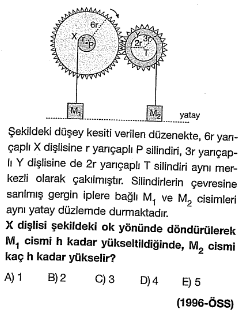 6r
X
r
P
3r
2r
T
M₁
M₂
yatay
Şekildeki düşey kesiti verilen düzenekte, 6r yarı-
çaplı X dişlisine r yarıçaplı P silindiri, 3r yarıçap-
lı Y dişlisine de 2r yarıçaplı T silindiri aynı mer-
kezli olarak çakılmıştır. Silindirlerin çevresine
sarılmış gergin iplere bağlı M₁ ve M₂ cisimleri
aynı yatay düzlemde durmaktadır.
X dişlisi şekildeki ok yönünde döndürülerek
M₁ cismi h kadar yükseltildiğinde, M₂ cismi
kaç h kadar yükselir?
A) 1 B) 2 C) 3 D) 4 E) 5
(1996-ÖSS)